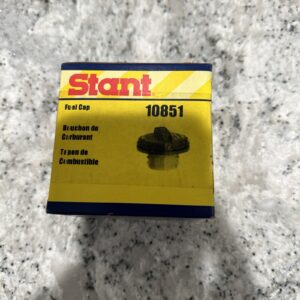 Stant
Fuel Cap
10851
Bouchon de
Carburant
Tapon de
Combustible